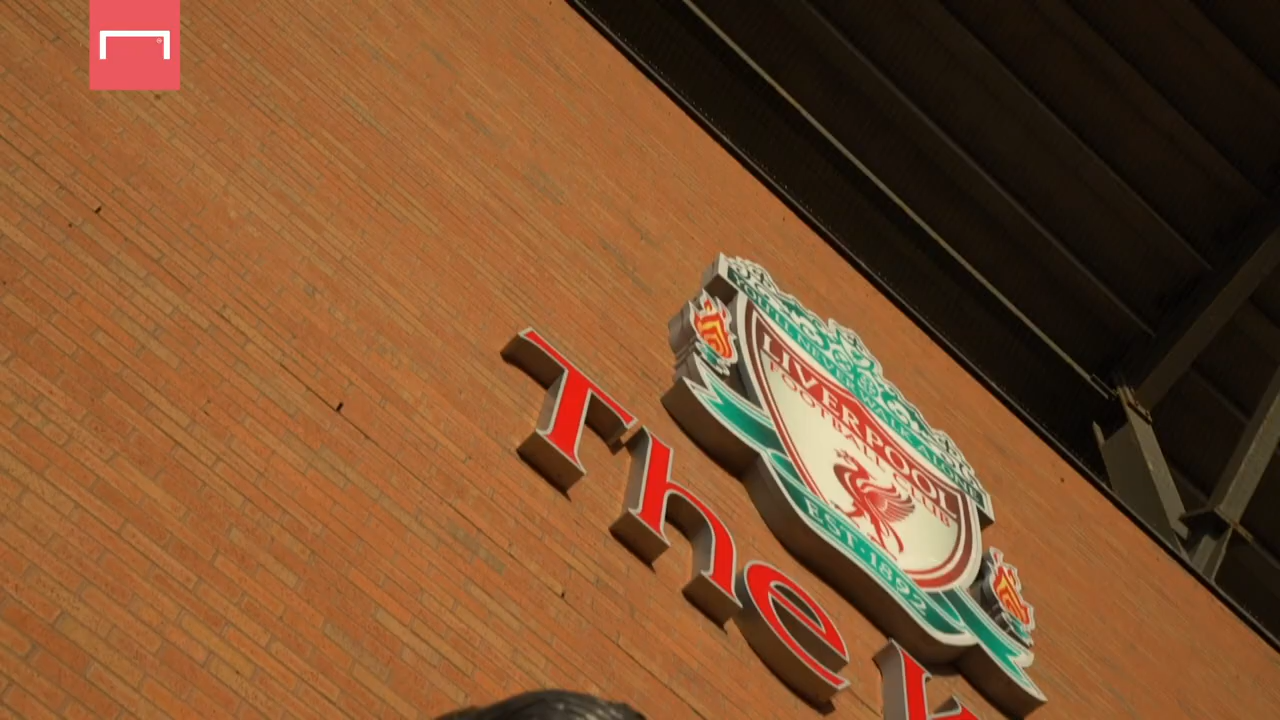 YOU'LL NEVER WALK ALONE
LIVERPOOL
FOOTBALL CLUB
EST·1892
The K